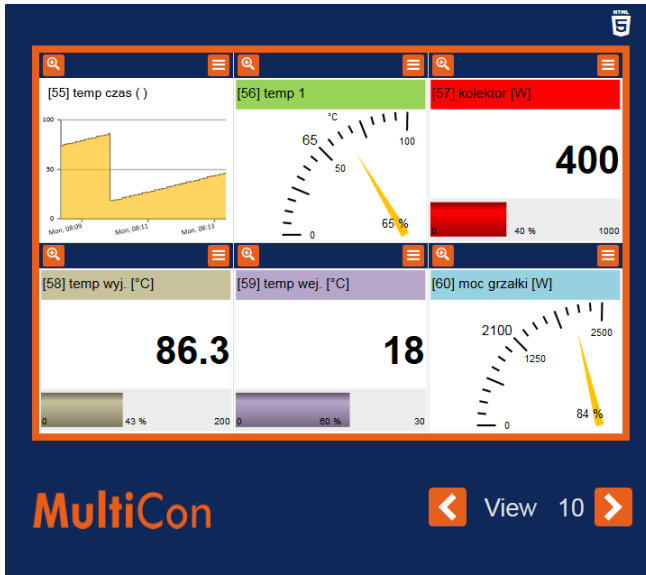 HTML
5
[55] temp czas ( )
100
50
0
Mon, 08:09
Mon, 08:11
Mon, 08:13
[56] temp 1
°C
65
100
50
0
65 %
[57] kolektor [W]
400
0
40 %
1000
[58] temp wyj. [°C]
86.3
0
43 %
200
[59] temp wej. [°C]
18
0
60 %
30
[60] moc grzałki [W]
2100
2500
1250
0
84 %
MultiCon
View 10